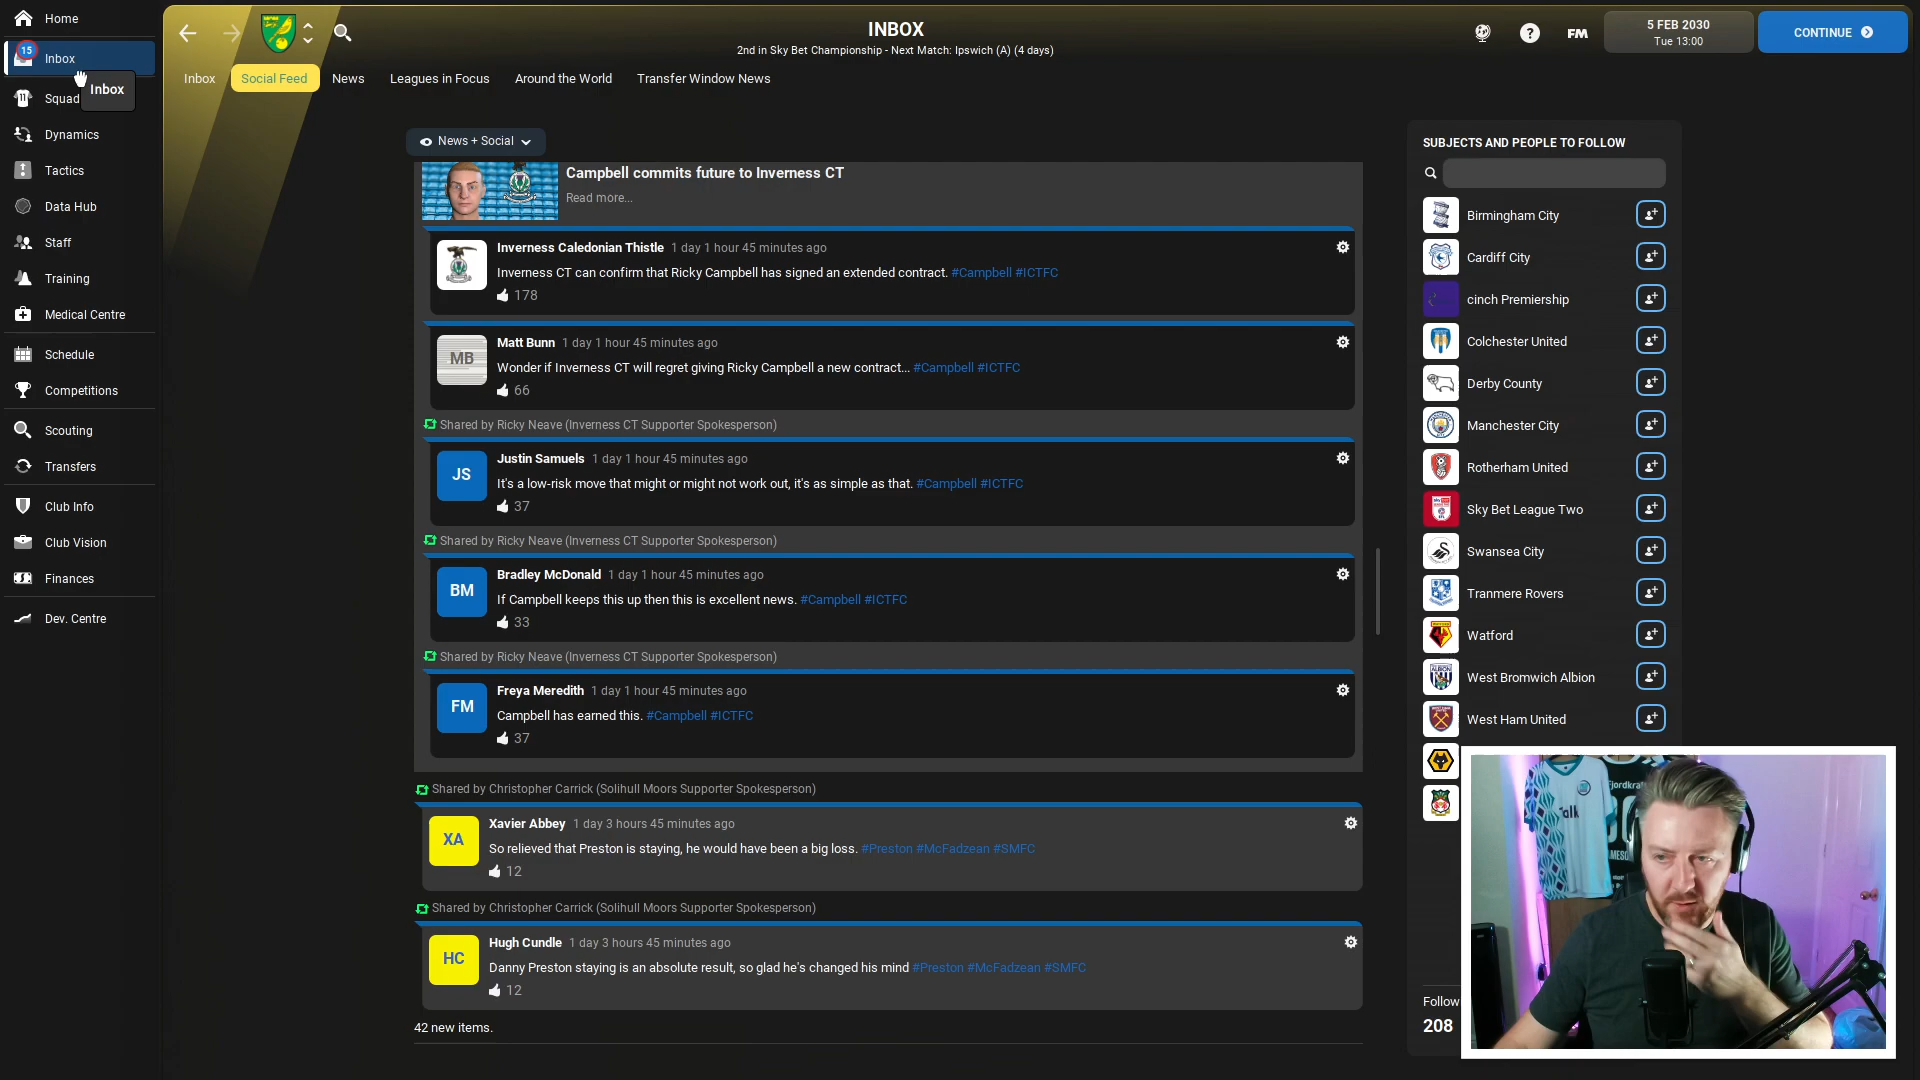 Home
Inbox
15
Inbox
Squad
Dynamics
Tactics
Data Hub
Staff
Training
Medical Centre
Schedule
Competitions
Scouting
Transfers
Club Info
Club Vision
Finances
Dev. Centre
INBOX
2nd in Sky Bet Championship - Next Match: Ipswich (A) (4 days)
FM
5 FEB 2030
Tue 13:00
CONTINUE
Inbox
Social Feed
News
Leagues in Focus
Around the World
Transfer Window News
News + Social
Campbell commits future to Inverness CT
Read more...
Inverness Caledonian Thistle 1 day 1 hour 45 minutes ago
Inverness CT can confirm that Ricky Campbell has signed an extended contract. #Campbell #ICTFC
178
MB
Matt Bunn 1 day 1 hour 45 minutes ago
Wonder if Inverness CT will regret giving Ricky Campbell a new contract... #Campbell #ICTFC
66
Shared by Ricky Neave (Inverness CT Supporter Spokesperson)
JS
Justin Samuels 1 day 1 hour 45 minutes ago
It's a low-risk move that might or might not work out, it's as simple as that. #Campbell #ICTFC
37
Shared by Ricky Neave (Inverness CT Supporter Spokesperson)
BM
Bradley McDonald 1 day 1 hour 45 minutes ago
If Campbell keeps this up then this is excellent news. #Campbell #ICTFC
33
Shared by Ricky Neave (Inverness CT Supporter Spokesperson)
FM
Freya Meredith 1 day 1 hour 45 minutes ago
Campbell has earned this. #Campbell #ICTFC
37
Shared by Christopher Carrick (Solihull Moors Supporter Spokesperson)
XA
Xavier Abbey 1 day 3 hours 45 minutes ago
So relieved that Preston is staying, he would have been a big loss. #Preston #McFadzean #SMFC
12
Shared by Christopher Carrick (Solihull Moors Supporter Spokesperson)
HC
Hugh Cundle 1 day 3 hours 45 minutes ago
Danny Preston staying is an absolute result, so glad he's changed his mind #Preston #McFadzean #SMFC
12
42 new items.
SUBJECTS AND PEOPLE TO FOLLOW
Birmingham City
Cardiff City
cinch Premiership
Colchester United
Derby County
Manchester City
Rotherham United
Sky Bet League Two
Swansea City
Tranmere Rovers
Watford
West Bromwich Albion
West Ham United
Follow
208
Talk